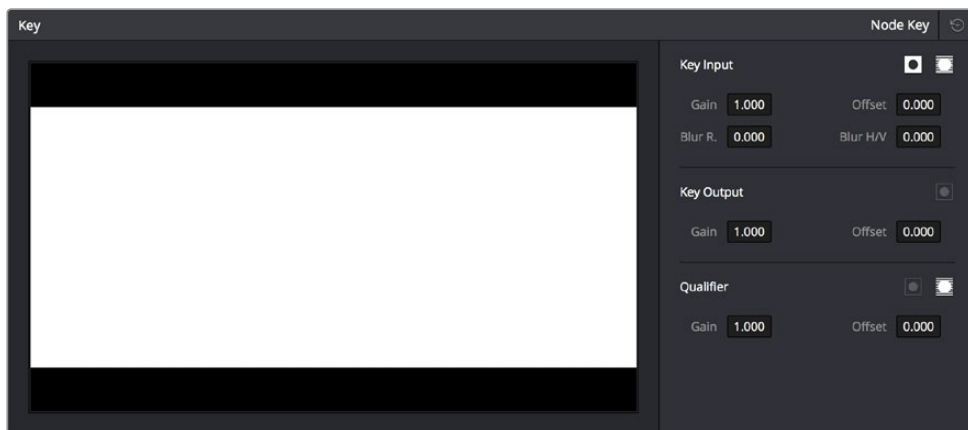 Key Node Key
Key Input
Gain 1.000 Offset 0.000
Blur R. 0.000 Blur H/V 0.000
Key Output
Gain 1.000 Offset 0.000
Qualifier
Gain 1.000 Offset 0.000